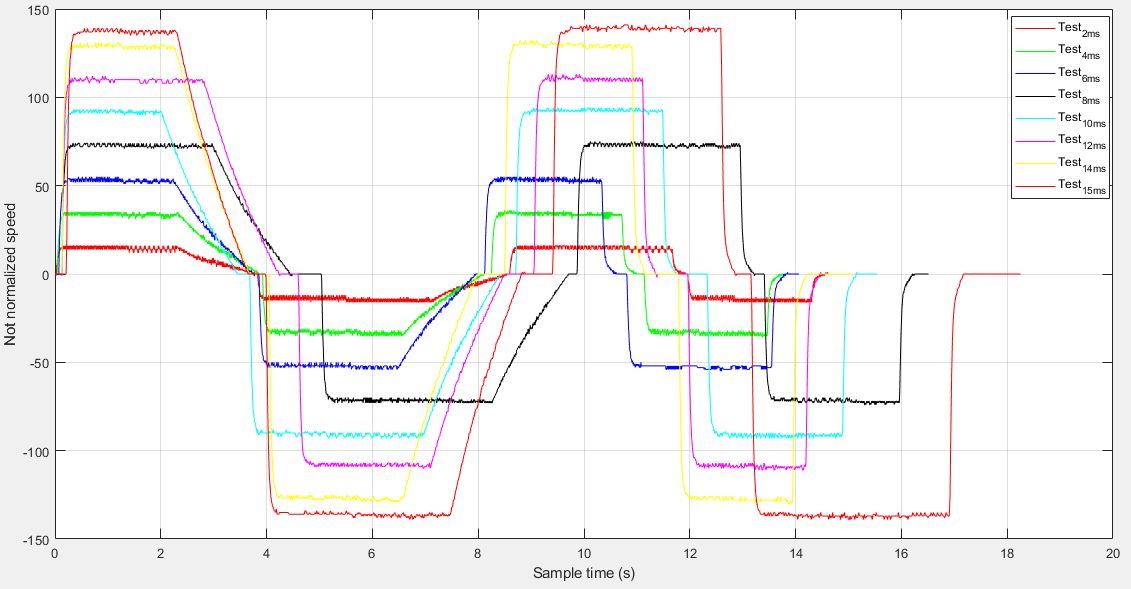 150
100
50
0
-50
-100
-150
Not normalized speed
0 2 4 6 8 10 12 14 16 18 20
Sample time (s)
Test2ms
Test4ms
Test6ms
Test8ms
Test10ms
Test12ms
Test14ms
Test15ms